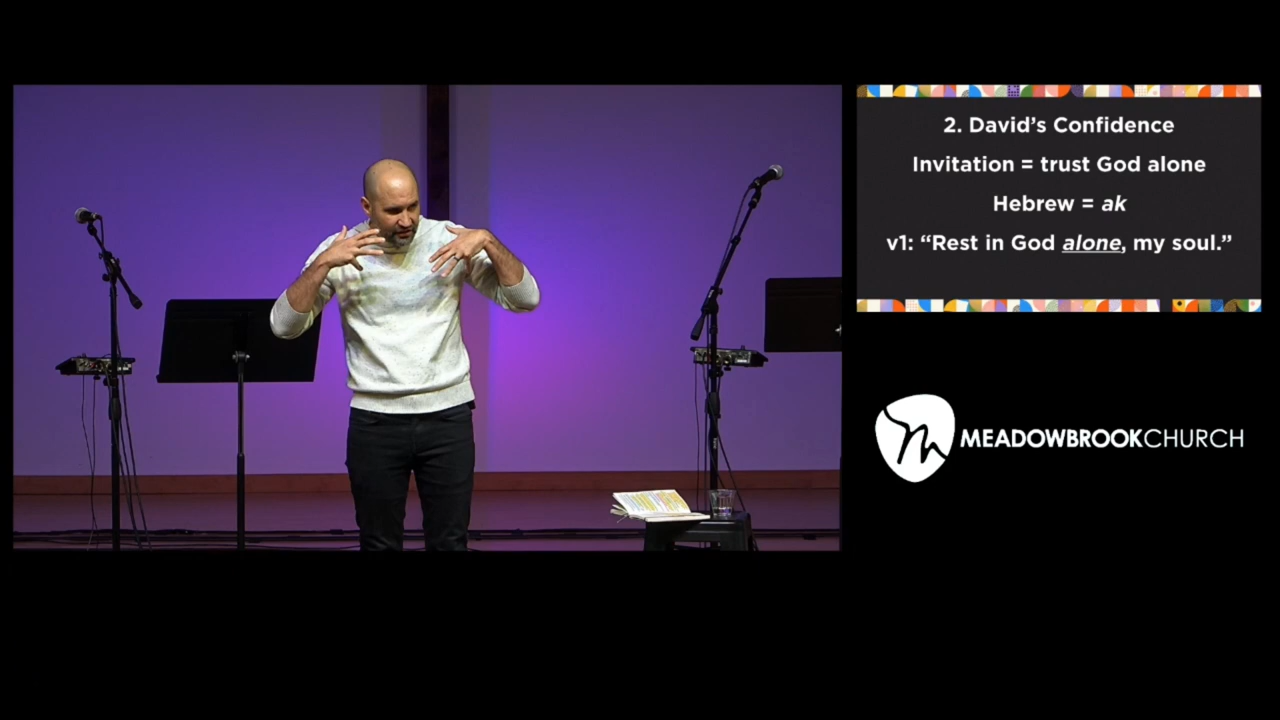 2. David’s Confidence
Invitation = trust God alone
Hebrew = ak
v1: “Rest in God alone, my soul.”
MEADOWBROOKCHURCH